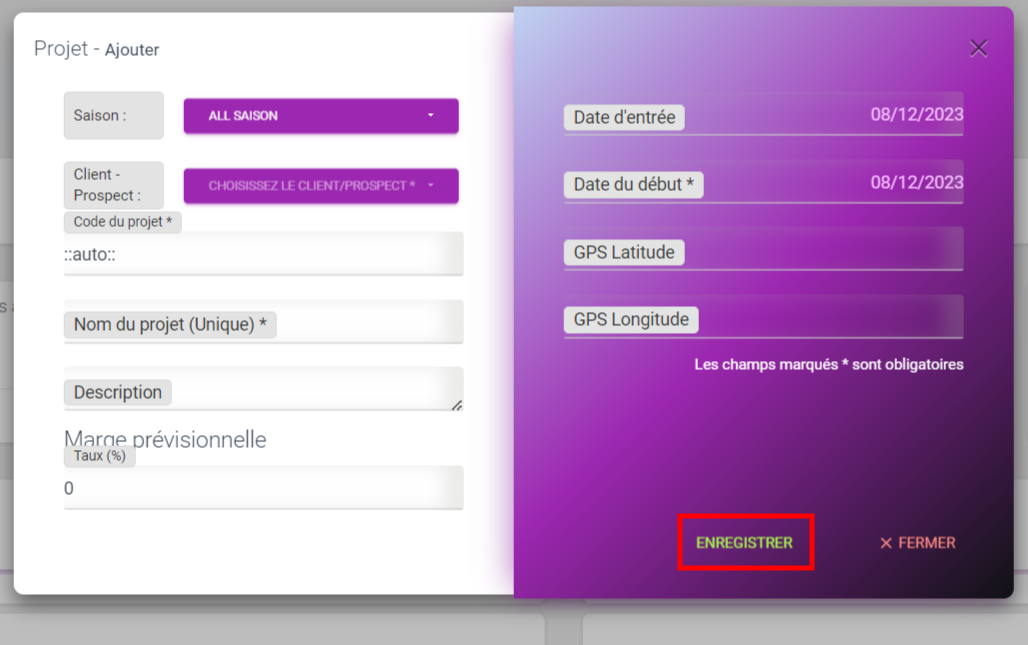 Projet - Ajouter
Saison :
ALL SAISON
Client -
Prospect :
CHOISISSEZ LE CLIENT/PROSPECT *
Code du projet *
::auto::
Nom du projet (Unique) *
Description
Marge prévisionnelle
Taux (%)
0
Date d'entrée
08/12/2023
Date du début *
08/12/2023
GPS Latitude
GPS Longitude
Les champs marqués * sont obligatoires
ENREGISTRER
× FERMER